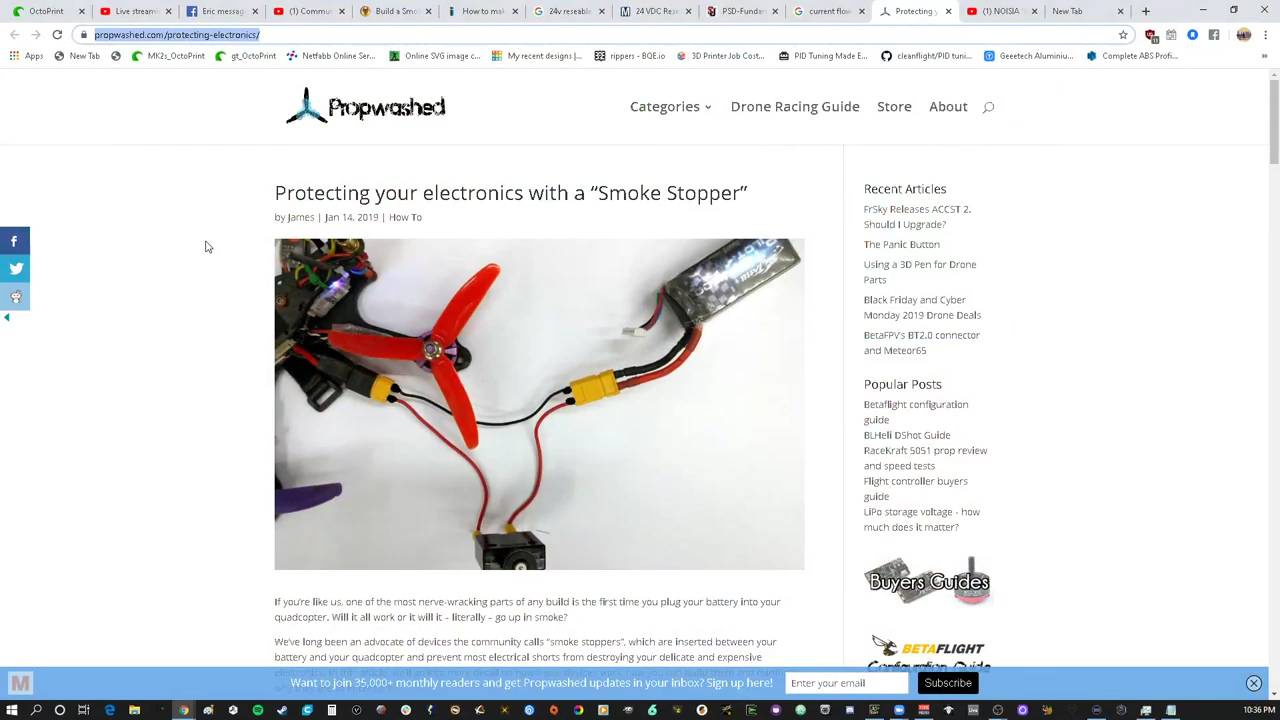 OctoPrint
Live streamin
Octoprint
Eric messag
How to make
24v reseable
24 VDC Rese
PSD-Fundam
current flow
Protecting y
(1) NOISIA "
New Tab
propwashed.com/protecting-electronics/
Apps
New Tab
MK2s_OctoPrint
gt_OctoPrint
Netfabb Online Ser...
Online SVG image c...
My recent designs |...
rippers - BQE.io
3D Printer Job Cost...
PID Tuning Made E...
cleanflight/PID tuni...
Geetech Aluminiu...
Complete ABS Profi...
Propwashed
Categories
Drone Racing Guide
Store
About
Protecting your electronics with a “Smoke Stopper”
by James | Jan 14, 2019 | How To
If you’re like us, one of the most nerve-wracking parts of any build is the first time you plug your battery into your
quadcopter. Will it all work or it will it – literally – go up in smoke?
We’ve long been an advocate of devices the community calls “smoke stoppers”, which are inserted between your
battery and your quadcopter and prevent most electrical shorts from destroying your delicate and expensive
Recent Articles
FrSky Releases ACCST 2.
Should I Upgrade?
The Panic Button
Using a 3D Pen for Drone
Parts
Black Friday and Cyber
Monday 2019 Drone Deals
BetaFPV’s BT2.0 connector
and Meteor65
Popular Posts
Betaflight configuration
guide
BLHeli DShot Guide
RaceKraft 5051 prop review
and speed tests
Flight controller buyers
guide
LiPo storage voltage - how
much does it matter?
Buyers Guides
BETAFLIGHT
Configuration Guide
M
Want to join 35,000+ monthly readers and get Propwashed updates in your inbox? Sign up here!
Enter your email
Subscribe
10:36 PM